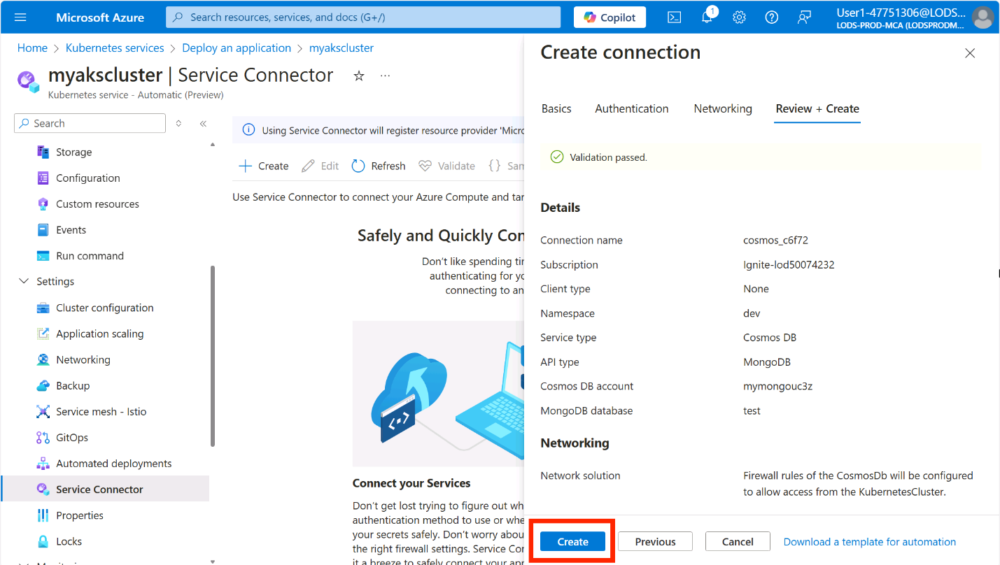 Microsoft Azure
Search resources, services, and docs (G+/)
Copilot
1
User1-47751306@LODS...
LODS-PROD-MCA (LODSPRODM...
Home > Kubernetes services > Deploy an application > myakscluster
myakscluster | Service Connector
Kubernetes service - Automatic (Preview)
Search
Storage
Configuration
Custom resources
Events
Run command
Settings
Cluster configuration
Application scaling
Networking
Backup
Service mesh - Istio
GitOps
Automated deployments
Service Connector
Properties
Locks
Using Service Connector will register resource provider 'Micro
Create
Edit
Refresh
Validate
Sam
Use Service Connector to connect your Azure Compute and tar
Safely and Quickly Con
Don't like spending tim
authenticating for yo
connecting to an
Connect your Services
Don't get lost trying to figure out wh
authentication method to use or whe
your secrets safely. Don't worry abou
the right firewall settings. Service Con
it a breeze to safely connect your app
Create connection
Basics
Authentication
Networking
Review + Create
Validation passed.
Details
Connection name cosmos_c6f72
Subscription Ignite-lod50074232
Client type None
Namespace dev
Service type Cosmos DB
API type MongoDB
Cosmos DB account mymongouc3z
MongoDB database test
Networking
Network solution Firewall rules of the CosmosDb will be configured
to allow access from the KubernetesCluster.
Create
Previous
Cancel
Download a template for automation